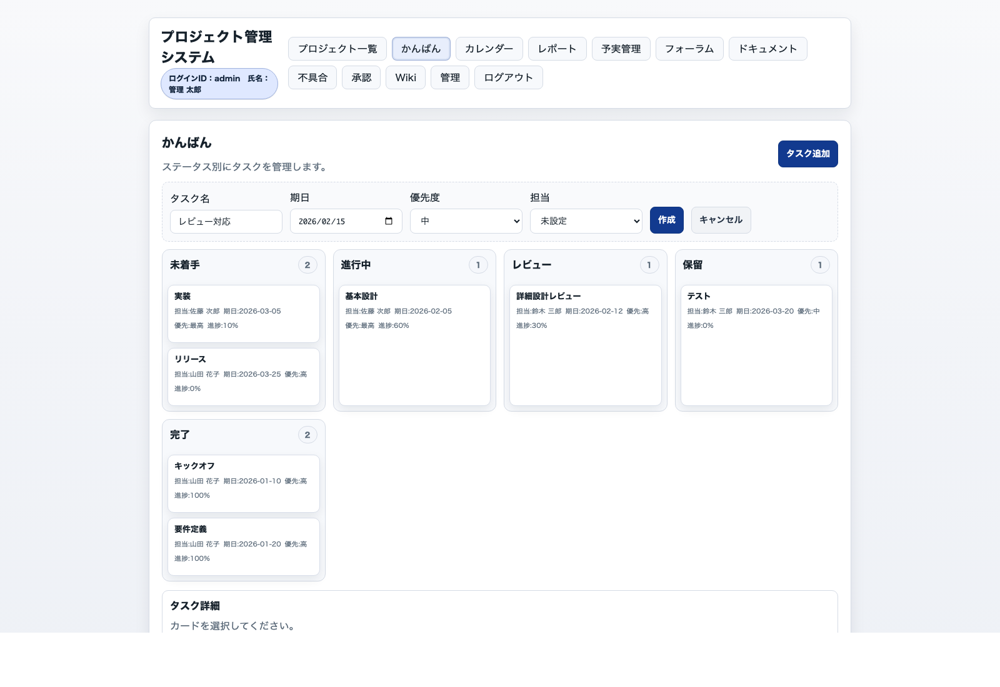 プロジェクト管理
システム
ログインID：admin 氏名：
管理 太郎
プロジェクト一覧
かんばん
カレンダー
レポート
予実管理
フォーラム
ドキュメント
不具合
承認
Wiki
管理
ログアウト
かんばん
ステータス別にタスクを管理します。
タスク追加
タスク名
レビュー対応
期日
2026/02/15
優先度
中
担当
未設定
作成
キャンセル
未着手
2
実装
担当:佐藤 次郎 期日:2026-03-05
優先:最高 進捗:10%
リリース
担当:山田 花子 期日:2026-03-25 優先:高
進捗:0%
進行中
1
基本設計
担当:佐藤 次郎 期日:2026-02-05
優先:最高 進捗:60%
レビュー
1
詳細設計レビュー
担当:鈴木 三郎 期日:2026-02-12 優先:高
進捗:30%
保留
1
テスト
担当:鈴木 三郎 期日:2026-03-20 優先:中
進捗:0%
完了
2
キックオフ
担当:山田 花子 期日:2026-01-10 優先:高
進捗:100%
要件定義
担当:山田 花子 期日:2026-01-20 優先:高
進捗:100%
タスク詳細
カードを選択してください。